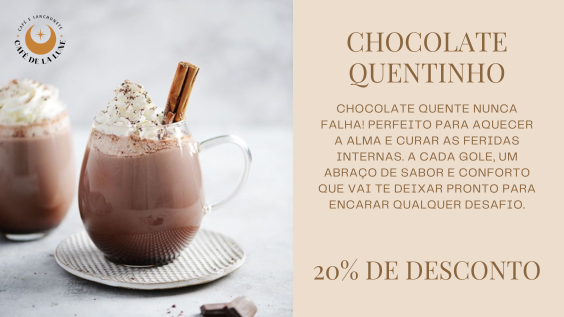 CAFÉ E LANCHONETE
CAFÉ DE LA LUNE
CHOCOLATE
QUENTINHO
CHOCOLATE QUENTE NUNCA
FALHA! PERFEITO PARA AQUECER
A ALMA E CURAR AS FERIDAS
INTERNAS. A CADA GOLE, UM
ABRAÇO DE SABOR E CONFORTO
QUE VAI TE DEIXAR PRONTO PARA
ENCARAR QUALQUER DESAFIO.
20% DE DESCONTO